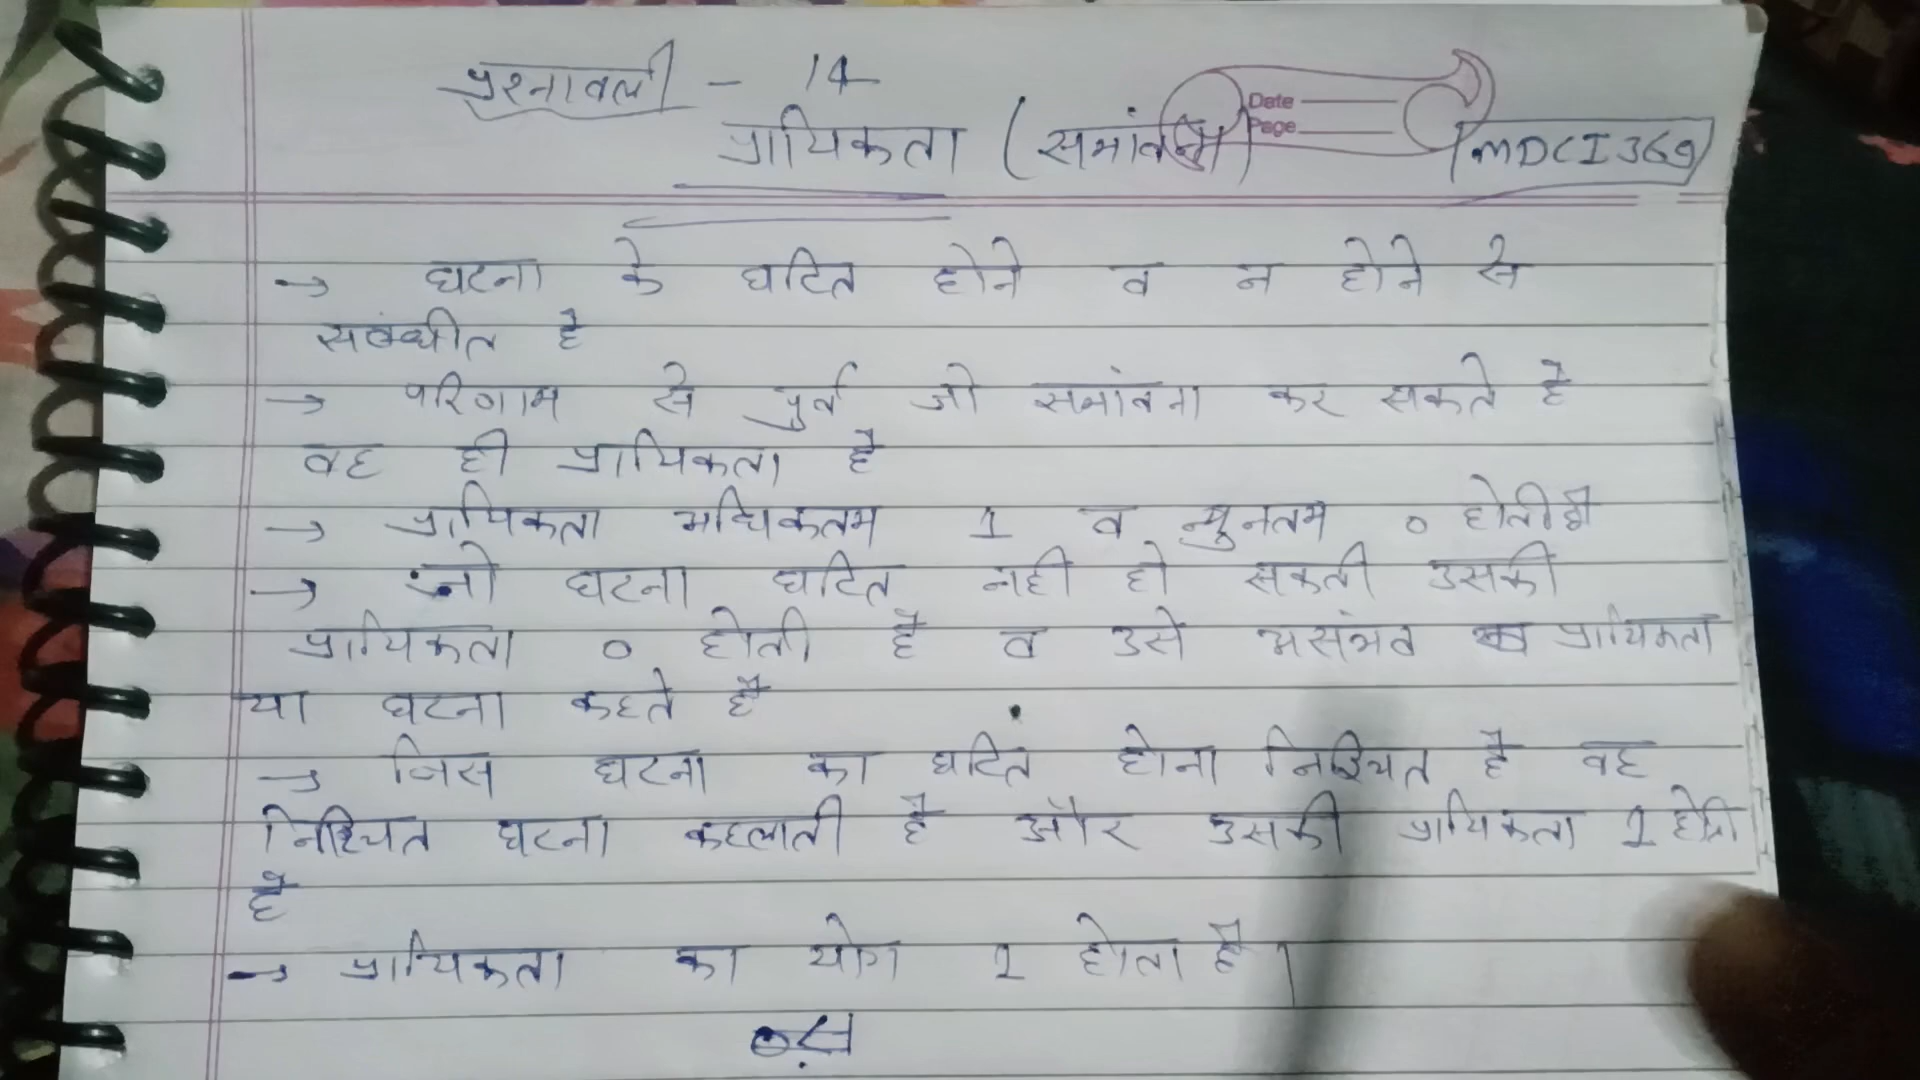 प्रश्नावली - 14
Date
Page
प्रायिकता (समांवना)
MDCI369
→ घटना के घटित होने व न होने से
सबंन्धीत है
→ परिणाम से पुर्व जो समांवना कर सकते है
वह ही प्रायिकता है
→ प्रायिकता अधिकतम 1 व न्युनतम 0 होती है
→ जो घटना घटित नही हो सकती उसकी
प्रायिकता 0 होती है व उसे असंभव प्रायिकता
या घटना कहते है
→ जिस घटना का घटित होना निश्चित है वह
निश्चित घटना कहलाती है और उसकी प्रायिकता 1 होती
है
→ प्रायिकता का योग 1 होता है।